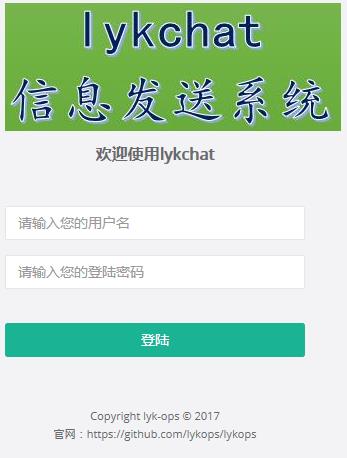 lykchat
信息发送系统
欢迎使用lykchat
请输入您的用户名
请输入您的登陆密码
登陆
Copyright lyk-ops © 2017
官网：https://github.com/lykops/lykops